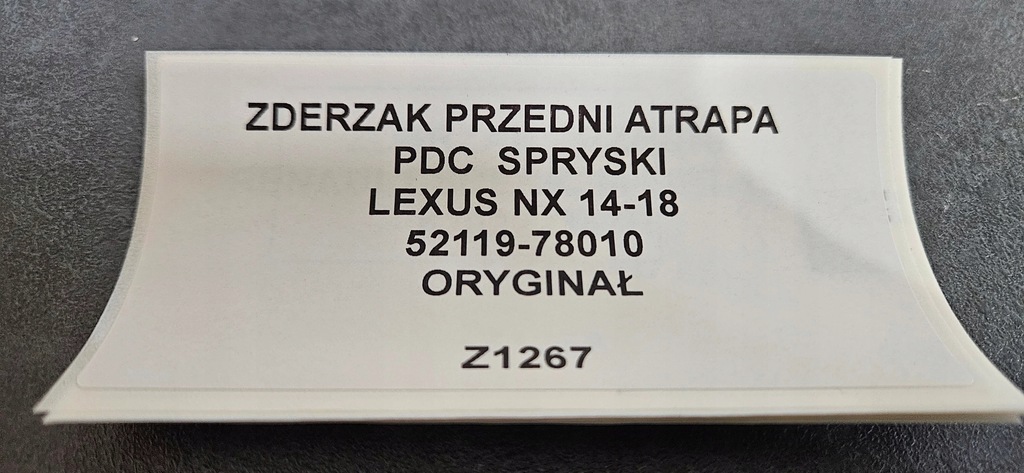 ZDERZAK PRZEDNI ATRAPA
PDC SPRYSKI
LEXUS NX 14-18
52119-78010
ORYGINAŁ
Z1267